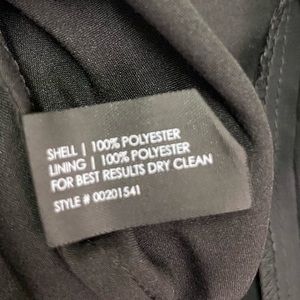 SHELL | 100% POLYESTER
LINING | 100% POLYESTER
FOR BEST RESULTS DRY CLEAN
STYLE # 00201541